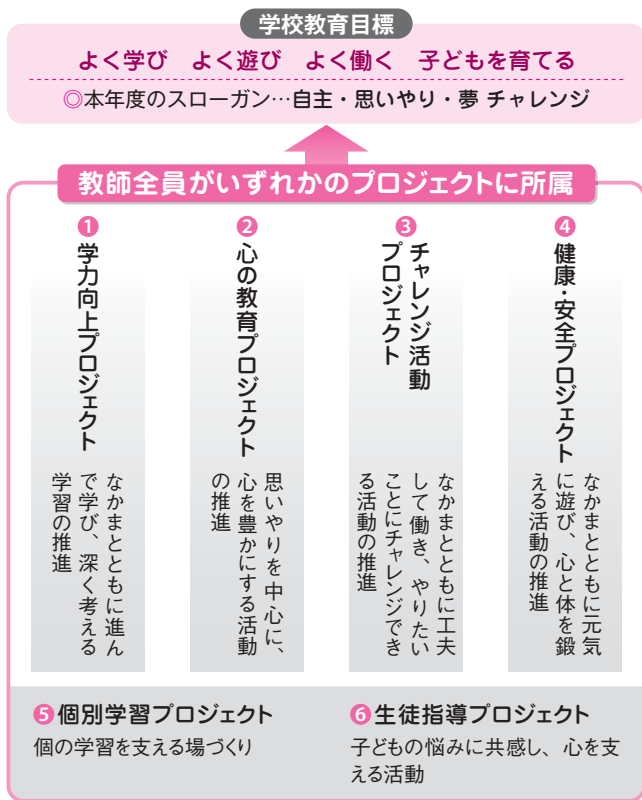 学校教育目標
よく学び よく遊び よく働く 子どもを育てる
◎本年度のスローガン…自主・思いやり・夢 チャレンジ
教師全員がいずれかのプロジェクトに所属
❶
学力向上プロジェクト
なかまとともに進ん
で学び、深く考える
学習の推進
❷
心の教育プロジェクト
思いやりを中心に、
心を豊かにする活動
の推進
❸
チャレンジ活動
プロジェクト
なかまとともに工夫
して働き、やりたい
ことにチャレンジでき
る活動の推進
❹
健康・安全プロジェクト
なかまとともに元気
に遊び、心と体を鍛
える活動の推進
❺個別学習プロジェクト
個の学習を支える場づくり
❻生徒指導プロジェクト
子どもの悩みに共感し、心を支
える活動